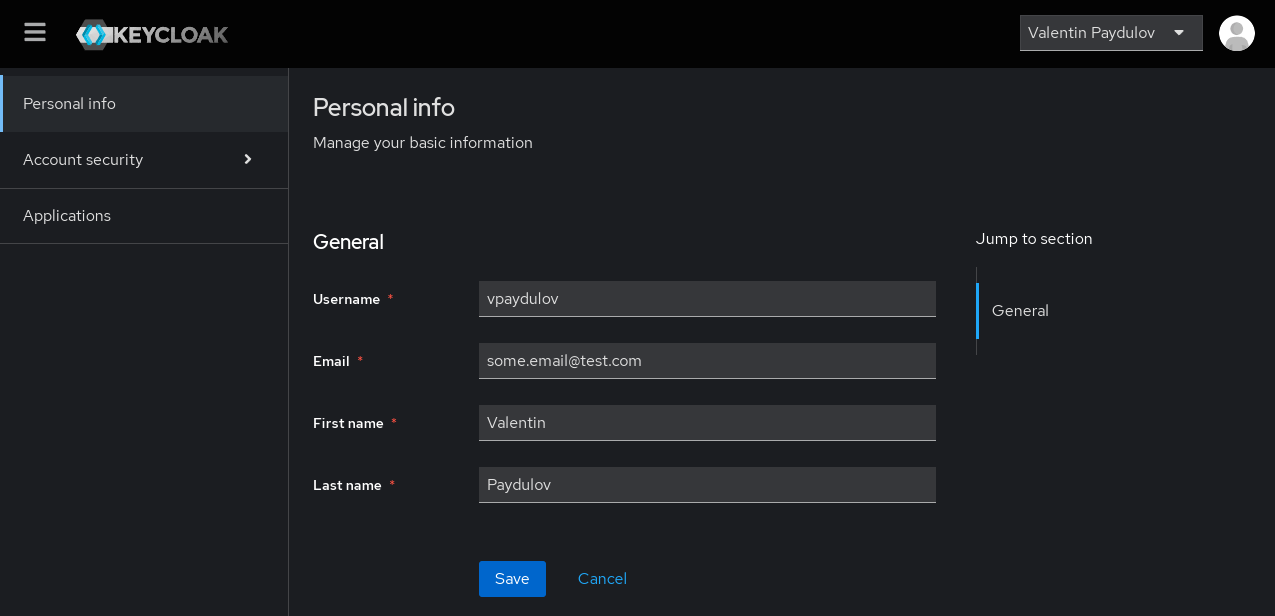 KEYCLOAK
Valentin Paydulov
Personal info
Account security
Applications
Personal info
Manage your basic information
General
Username *
vpaydulov
Email *
some.email@test.com
First name *
Valentin
Last name *
Paydulov
Save
Cancel
Jump to section
General